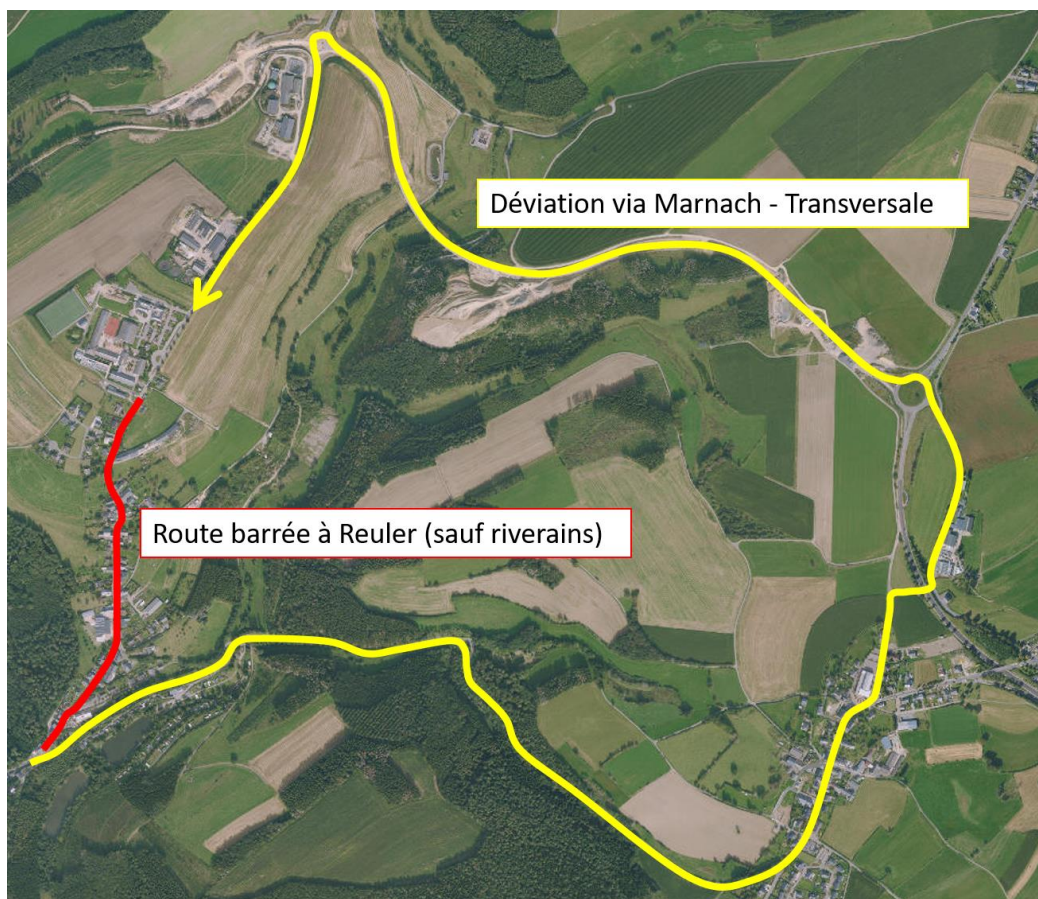 Déviation via Marnach - Transversale
Route barrée à Reuler (sauf riverains)